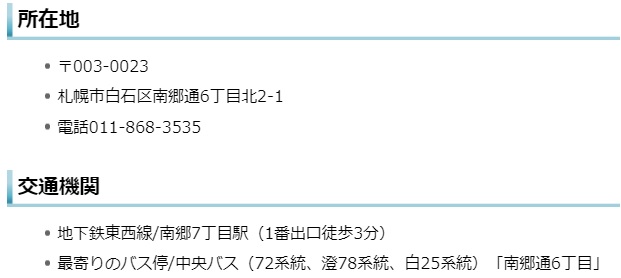 所在地
〒003-0023
札幌市白石区南郷通6丁目北2-1
電話011-868-3535
交通機関
地下鉄東西線/南郷7丁目駅（1番出口徒歩3分）
最寄りのバス停/中央バス（72系統、澄78系統、白25系統）「南郷通6丁目」